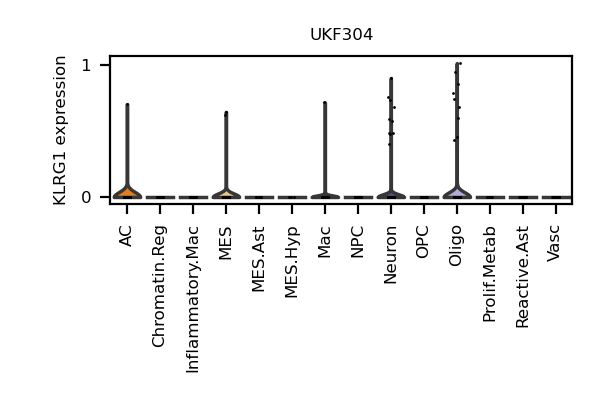 UKF304
KLRG1 expression
1
0
AC
Chromatin.Reg
Inflammatory.Mac
MES
MES.Ast
MES.Hyp
Mac
NPC
Neuron
OPC
Oligo
Prolif.Metab
Reactive.Ast
Vasc